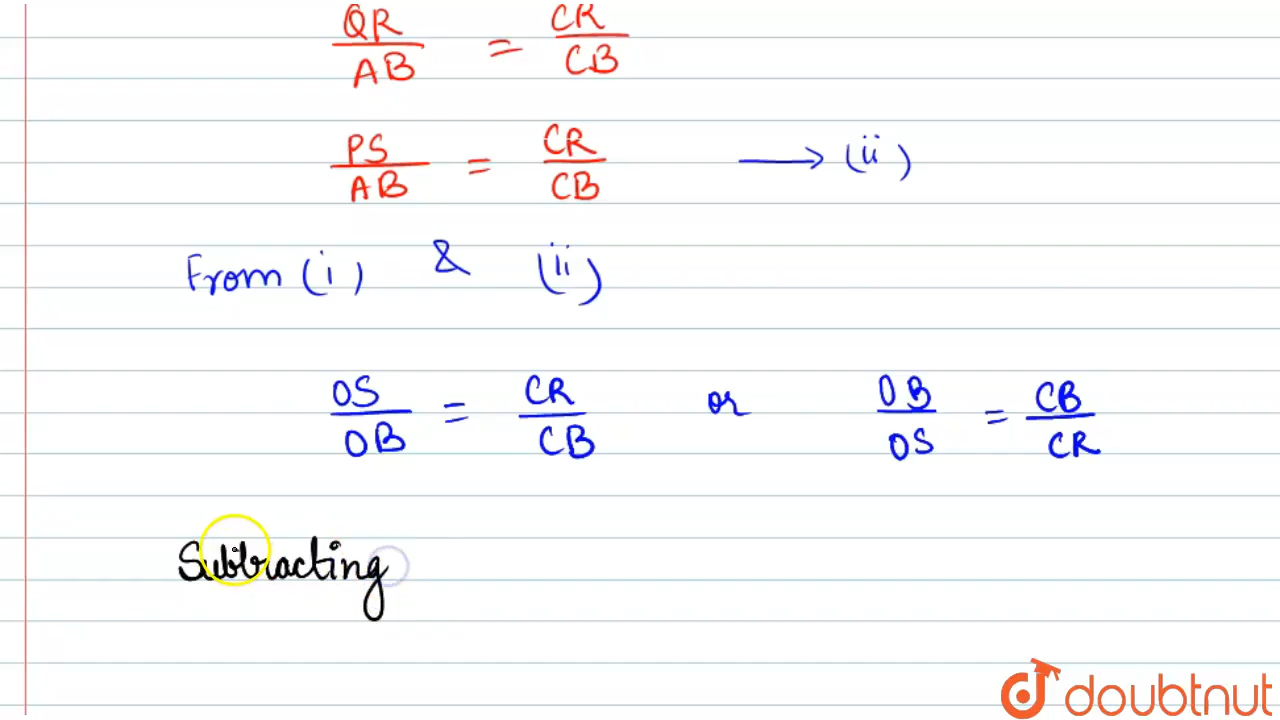 QR/AB = CR/CB
PS/AB = CR/CB → (ii)
From (i) & (ii)
OS/OB = CR/CB or OB/OS = CB/CR
Subtracting
doubtnut